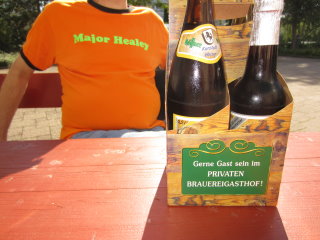 Major Healey
Gerne Gast sein im
PRIVATEN
BRAUEREIGASTHOF!